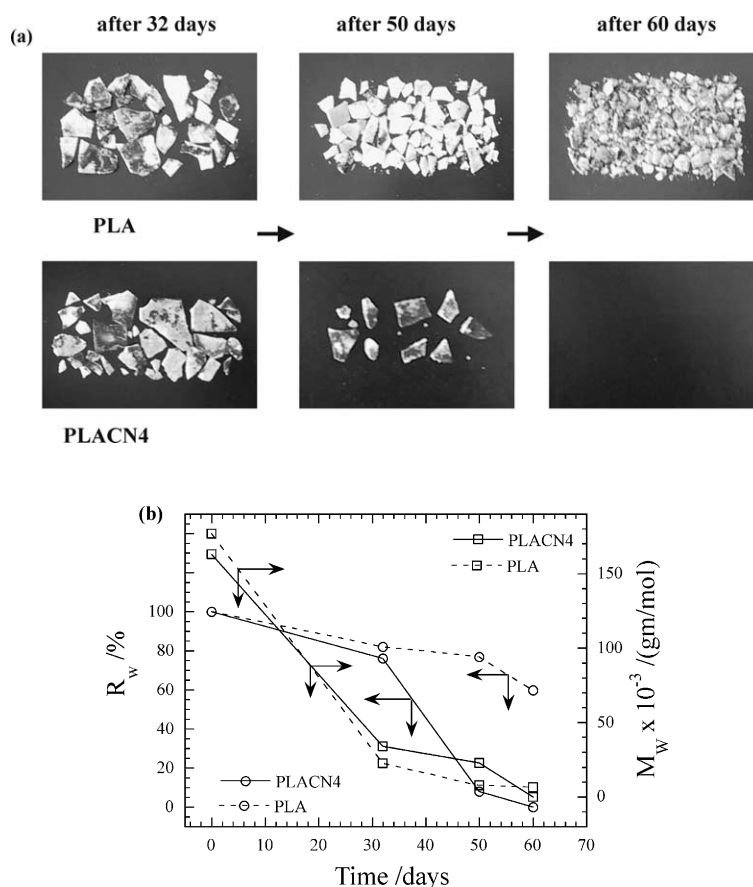 (a)
after 32 days
after 50 days
after 60 days
PLA
PLACN4
(b)
PLACN4
PLA
R_w /%
100
80
60
40
20
0
150
100
50
0
M_w x 10^-3 /(gm/mol)
PLACN4
PLA
0 10 20 30 40 50 60 70
Time /days